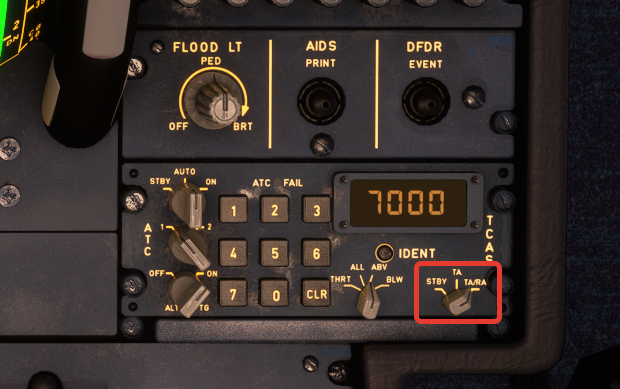 2
ON
FLOOD LT
PED
OFF BRT
AIDS
PRINT
DFDR
EVENT
AUTO
STBY ON
ATC FAIL
ATC
1 2
OFF ON
1 2 3
4 5 6
7 0 CLR
7000
IDENT
THRT ALL ABV BLW
TCAS
STBY TA TA/RA